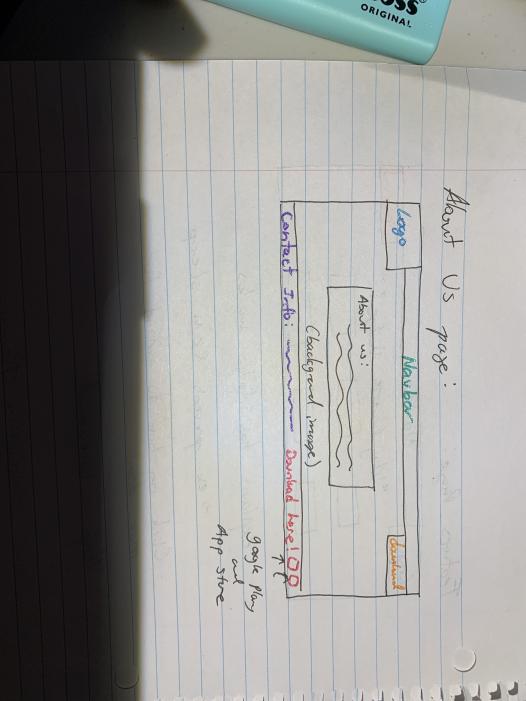 About Us page:
Logo
Navbar
download
About us:
(background image)
Contact Info:
Download here!
google Play
and
App Store
ORIGINAL